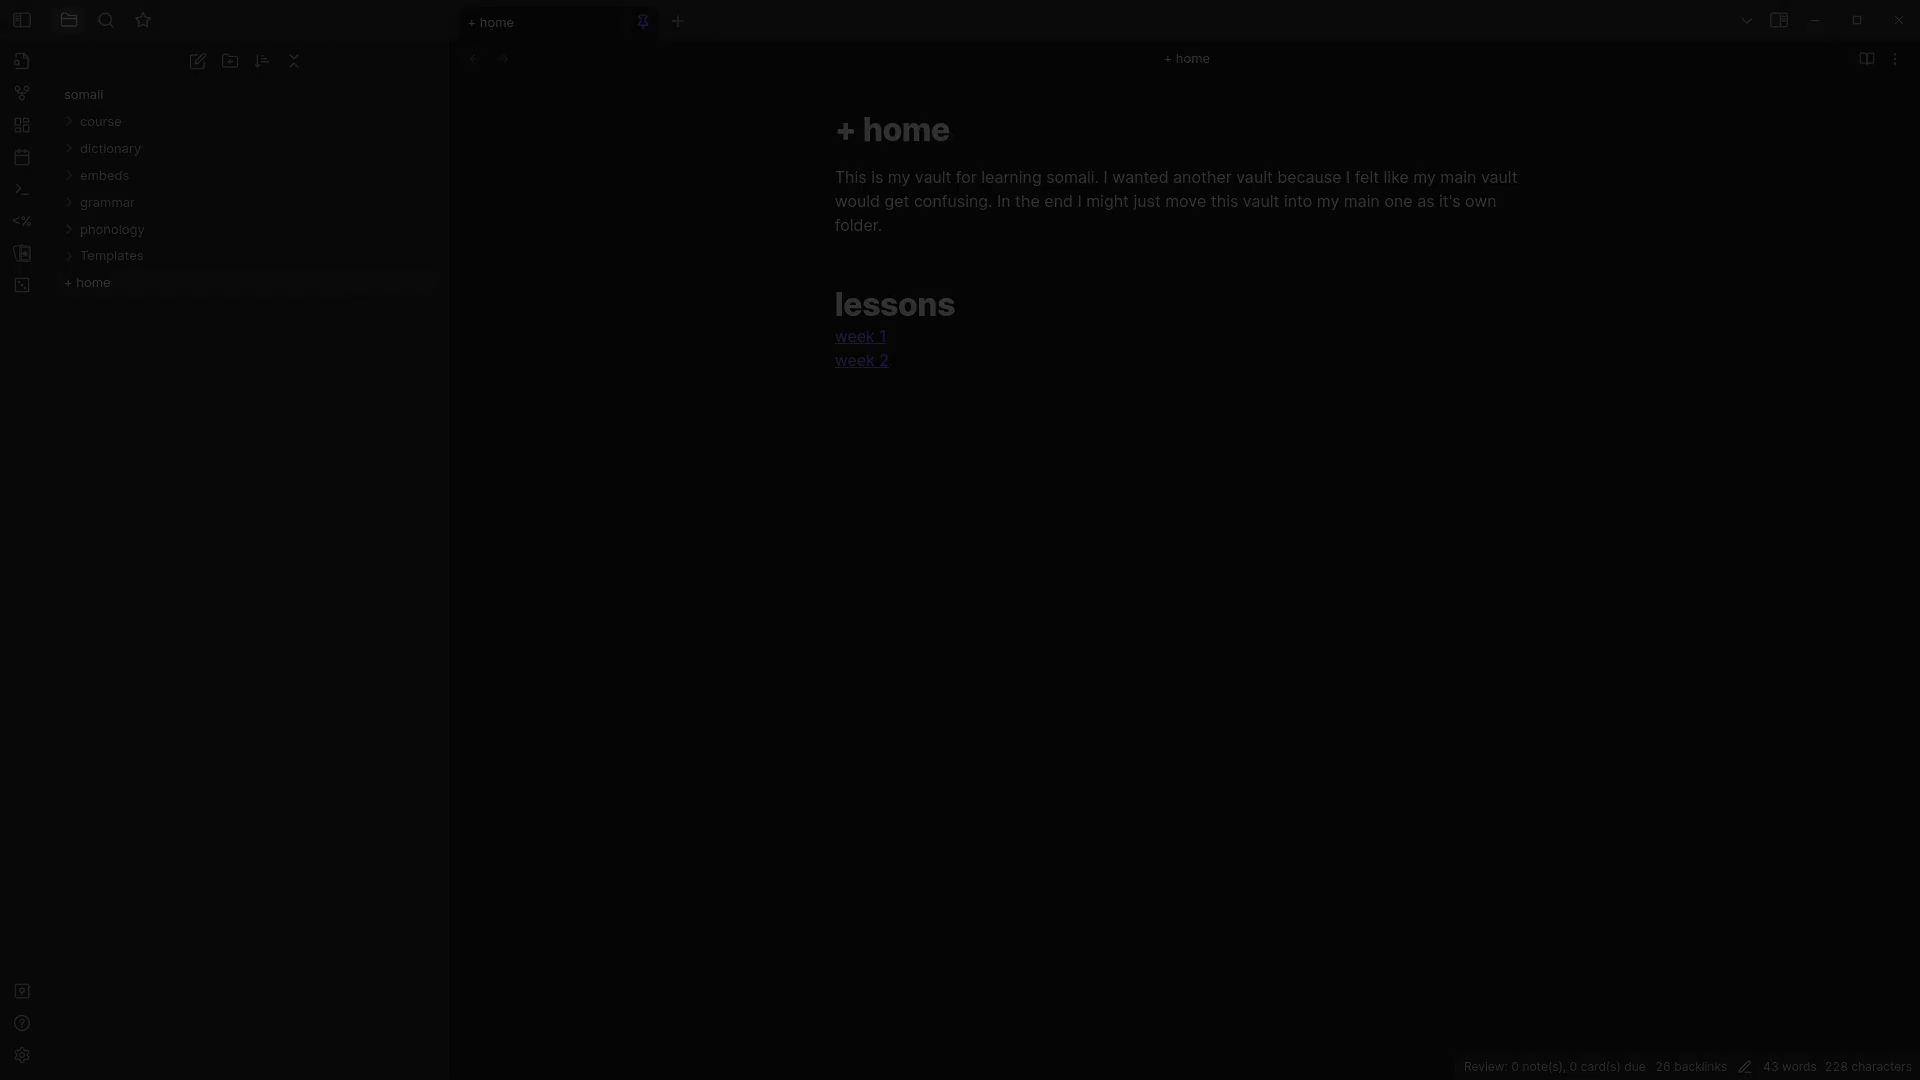 + home
+ home
somali
course
dictionary
embeds
grammar
phonology
Templates
+ home
+ home
This is my vault for learning somali. I wanted another vault because I felt like my main vault
would get confusing. In the end I might just move this vault into my main one as it's own
folder.
lessons
week 1
week 2
Review: 0 note(s), 0 card(s) due 26 backlinks 43 words 228 characters